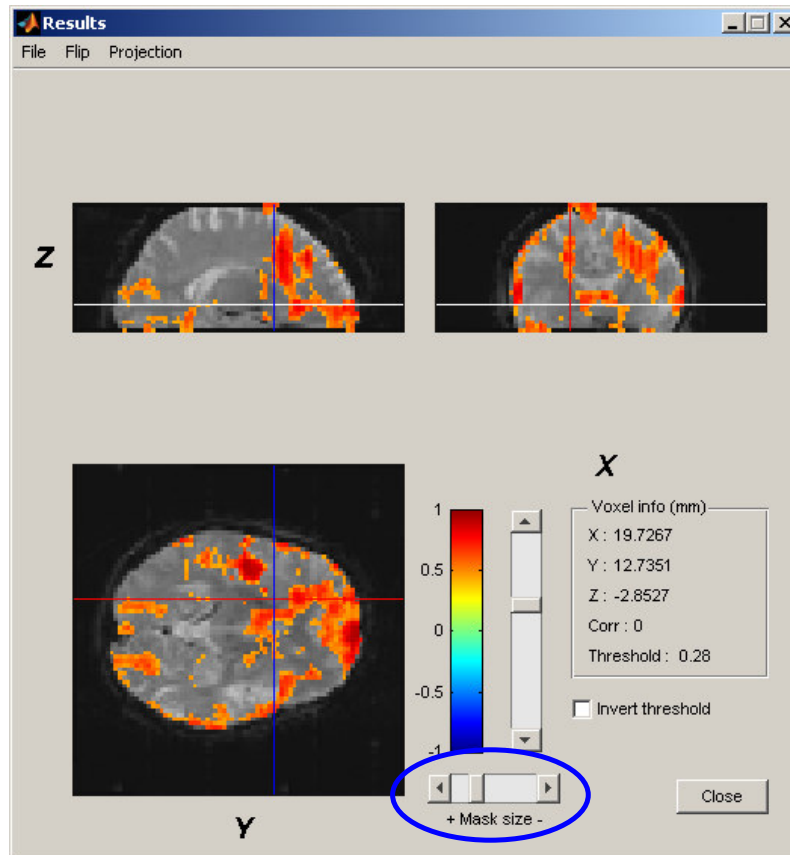 Results
File Flip Projection
Z
X
1
0.5
0
-0.5
-1
Voxel info (mm)
X : 19.7267
Y : 12.7351
Z : -2.8527
Corr : 0
Threshold : 0.28
Invert threshold
+ Mask size -
Close
Y